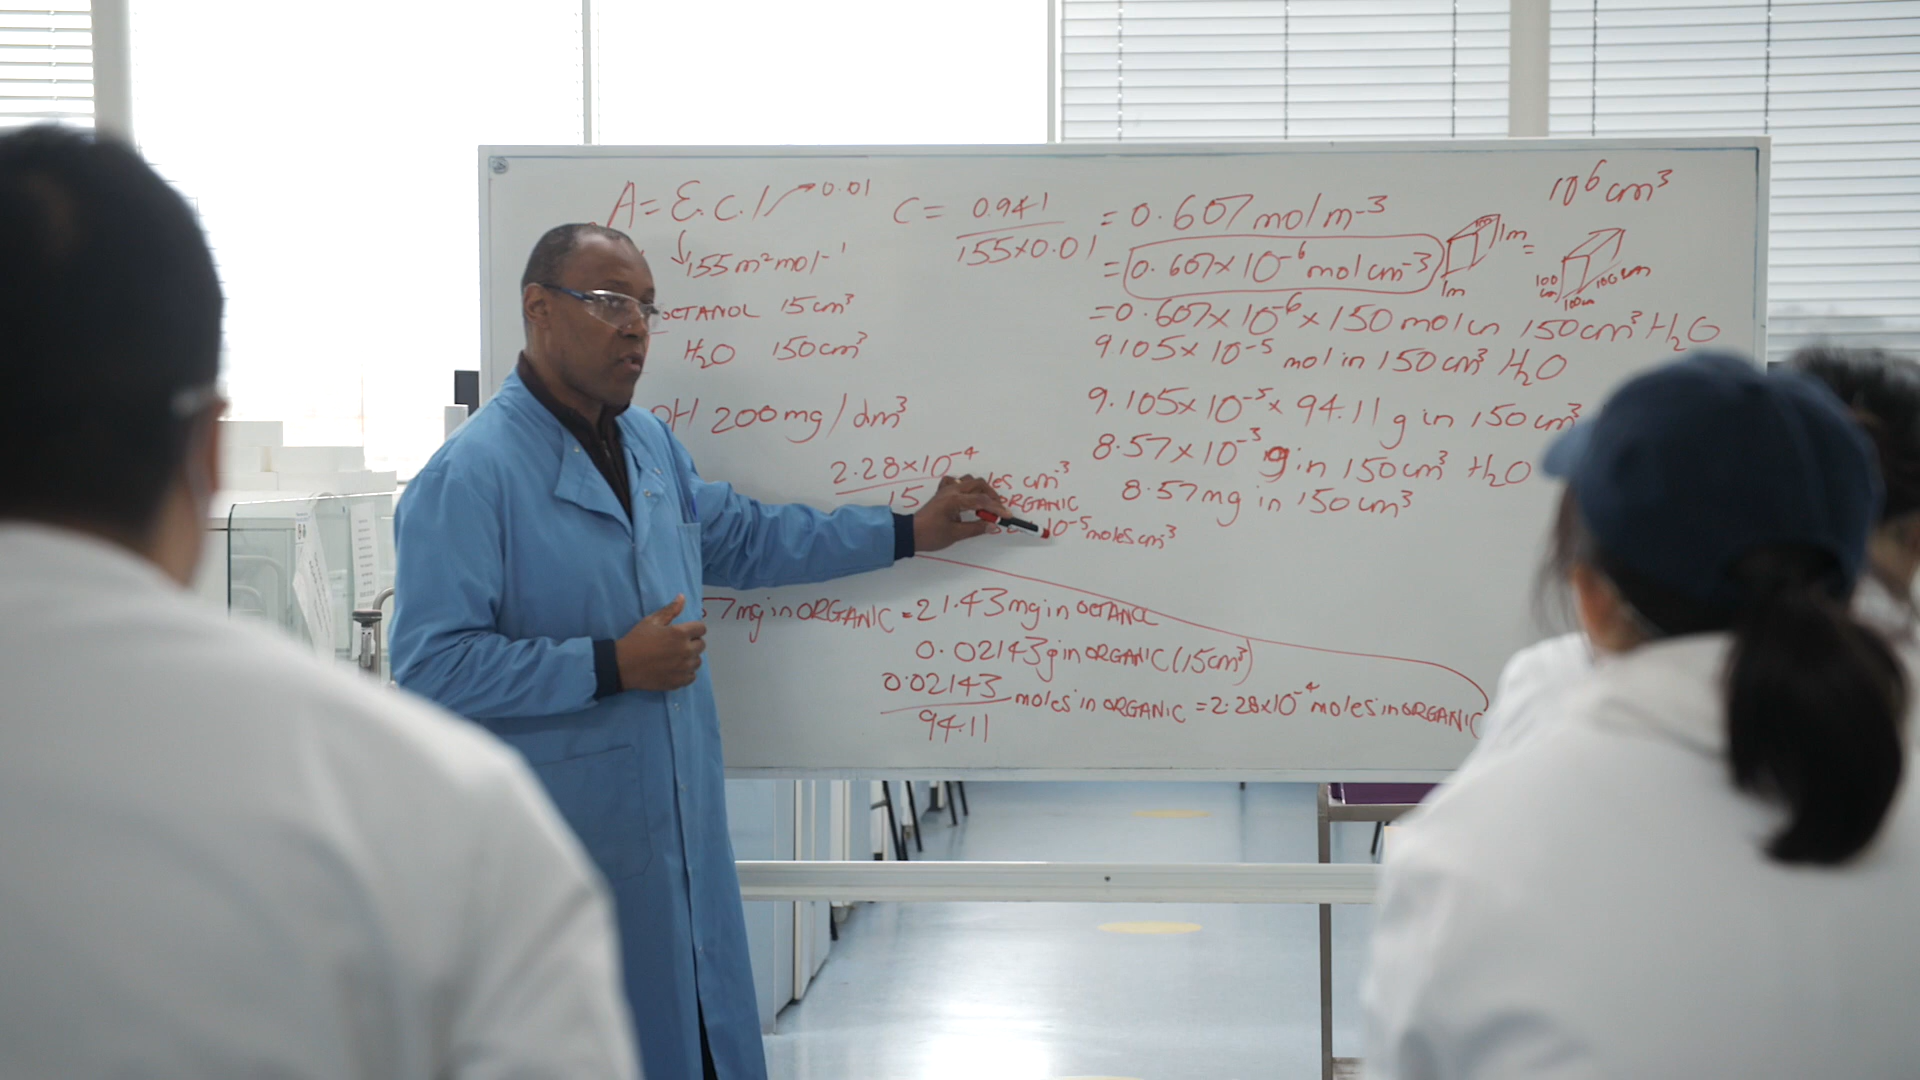 A = ε.c.l → 0.01
↓ 155 m² mol⁻¹
OCTANOL 15 cm³
H₂O 150 cm³
OH 200 mg/dm³
2.28 × 10⁻⁴
15
cm⁻³
ORGANIC
10⁻⁵ moles cm³
7 mg in ORGANIC = 21.43 mg in OCTANOL
0.02143 g in ORGANIC (15 cm³)
0.02143
94.11
moles in ORGANIC = 2.28 × 10⁻⁴ moles in ORGANIC
C = 0.941
155 × 0.01
= 0.607 mol m⁻³
= 0.607 × 10⁻⁶ mol cm⁻³
= 0.607 × 10⁻⁶ × 150 mol in 150 cm³ H₂O
9.105 × 10⁻⁵ mol in 150 cm³ H₂O
9.105 × 10⁻⁵ × 94.11 g in 150 cm³
8.57 × 10⁻³ g in 150 cm³ H₂O
8.57 mg in 150 cm³
10⁶ cm³
1m
1m
=
100 cm
100 cm
100 cm